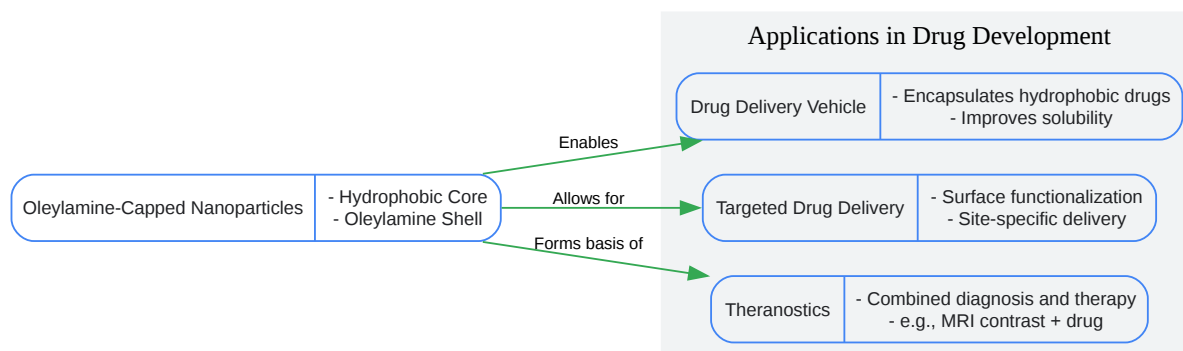 Applications in Drug Development
Drug Delivery Vehicle
- Encapsulates hydrophobic drugs
- Improves solubility
Enables
Oleylamine-Capped Nanoparticles
- Hydrophobic Core
- Oleylamine Shell
Allows for
Targeted Drug Delivery
- Surface functionalization
- Site-specific delivery
Forms basis of
Theranostics
- Combined diagnosis and therapy
- e.g., MRI contrast + drug